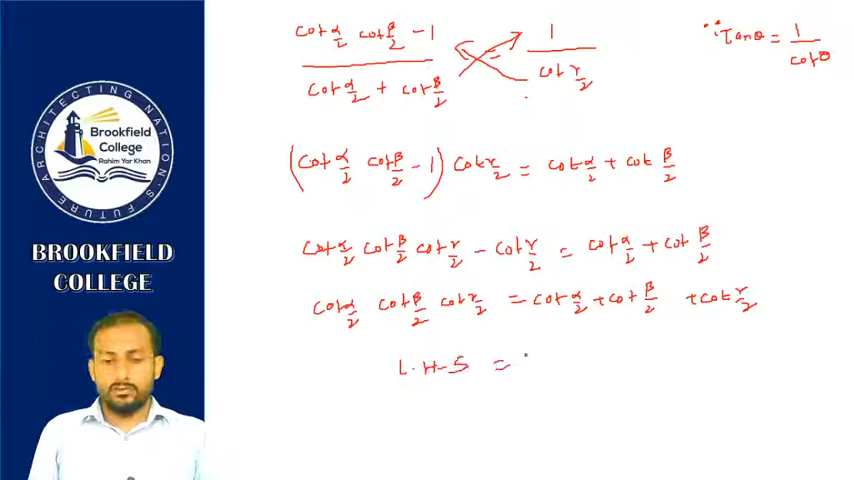 cot α/2 cot β/2 - 1 / cot α/2 + cot β/2 = 1 / cot γ/2
∵ Tanθ = 1 / cotθ
(cot α/2 cot β/2 - 1) cot γ/2 = cot α/2 + cot β/2
cot α/2 cot β/2 cot γ/2 - cot γ/2 = cot α/2 + cot β/2
cot α/2 cot β/2 cot γ/2 = cot α/2 + cot β/2 + cot γ/2
L.H.S =
ARCHITECTING NATION'S FUTURE
Brookfield
College
Rahim Yar Khan
BROOKFIELD
COLLEGE